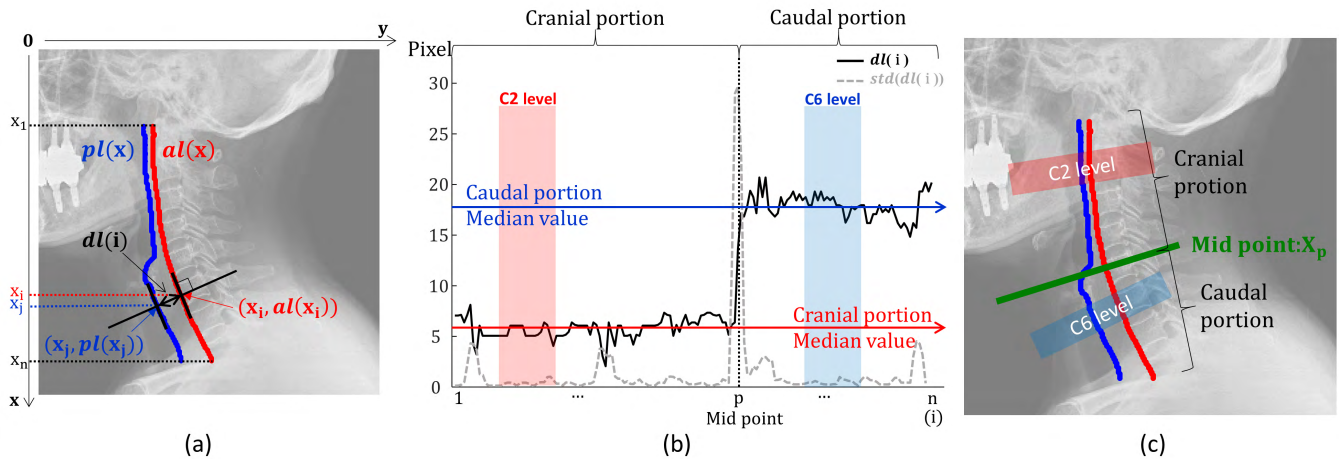 0
y
x₁
pl(x)
al(x)
dl(i)
xᵢ
xⱼ
(xᵢ, al(xᵢ))
(xⱼ, pl(xⱼ))
xₙ
x
(a)
Cranial portion
Caudal portion
Pixel
dl(i)
std(dl(i))
30
25
20
15
10
5
0
C2 level
C6 level
Caudal portion
Median value
Cranial portion
Median value
1
...
p
...
n
Mid point
(i)
(b)
C2 level
Cranial
protion
Mid point:Xₚ
Caudal
portion
C6 level
(c)